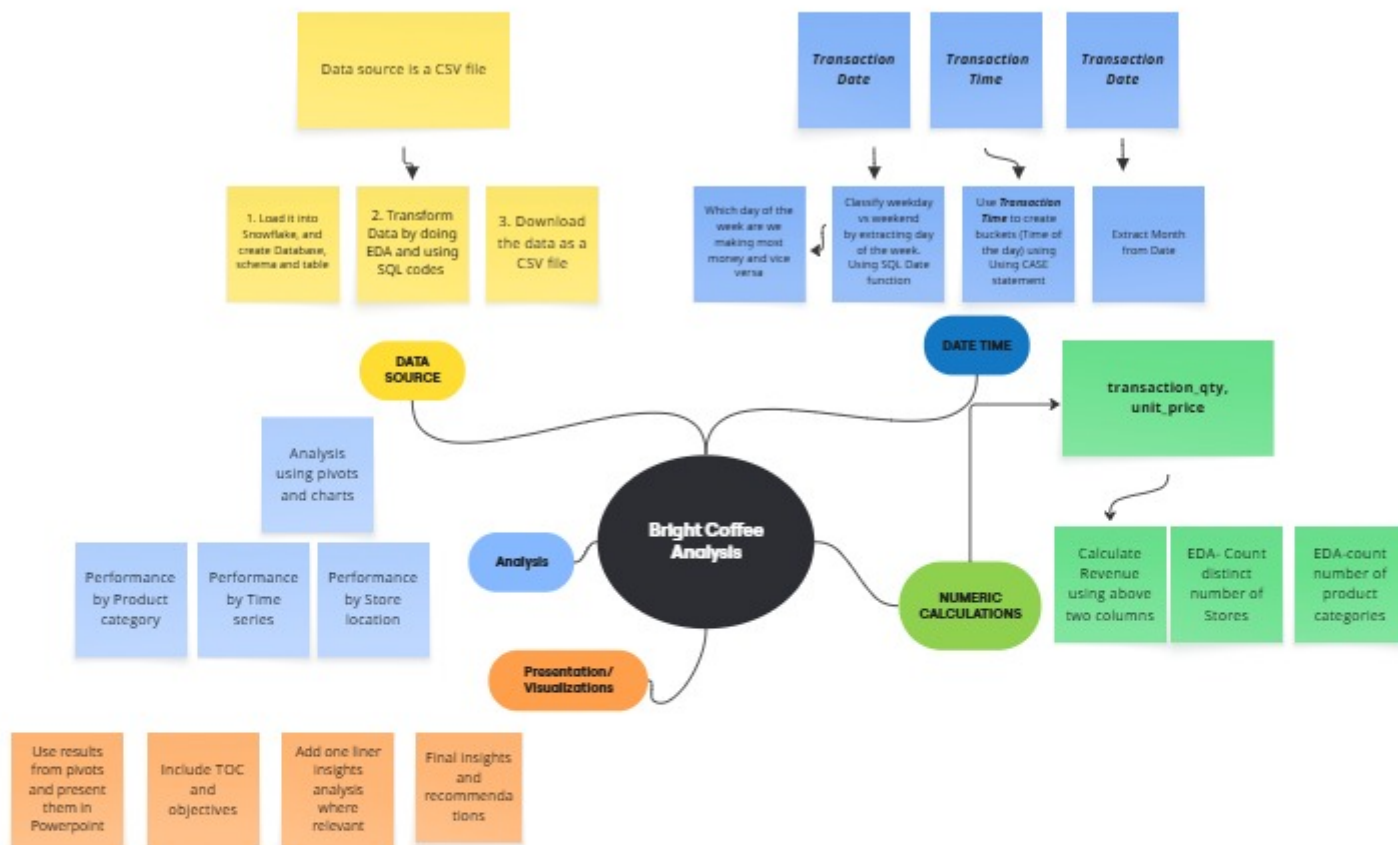 Data source is a CSV file
Transaction
Date
Transaction
Time
Transaction
Date
1. Load it into
Snowflake, and
create Database,
schema and table
2. Transform
Data by doing
EDA and using
SQL codes
3. Download
the data as a
CSV file
Which day of the
week are we
making most
money and vice
versa
Classify weekday
vs weekend
by extracting day
of the week.
Using SQL Date
function
Use Transaction
Time to create
buckets (Time of
the day) using
Using CASE
statement
Extract Month
from Date
DATA
SOURCE
DATE TIME
transaction_qty,
unit_price
Analysis
using pivots
and charts
Bright Coffee
Analysis
Analysis
Performance
by Product
category
Performance
by Time
series
Performance
by Store
location
NUMERIC
CALCULATIONS
Calculate
Revenue
using above
two columns
EDA- Count
distinct
number of
Stores
EDA-count
number of
product
categories
Presentation/
Visualizations
Use results
from pivots
and present
them in
Powerpoint
Include TOC
and
objectives
Add one liner
insights
analysis
where
relevant
Final insights
and
recommenda
tions